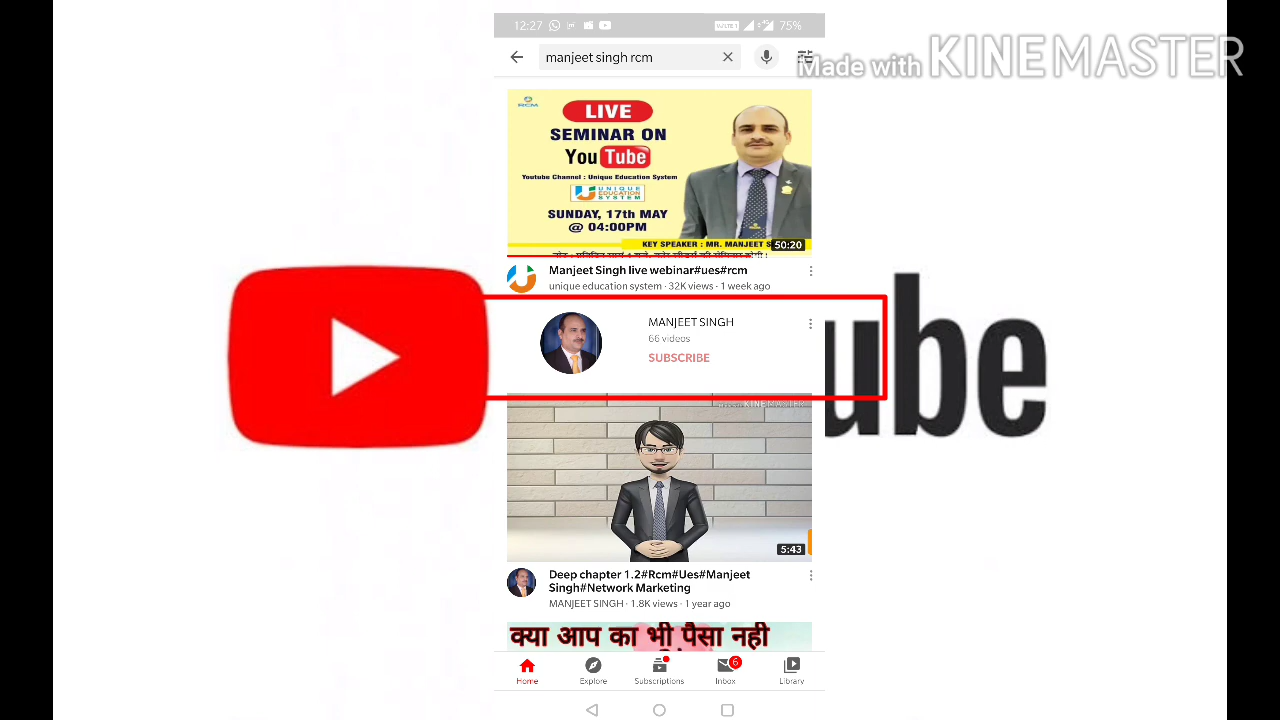 12:27 75%
manjeet singh rcm
Made with KINEMASTER
RCM
LIVE
SEMINAR ON
YouTube
Youtube Channel : Unique Education System
UNIQUE
EDUCATION
SYSTEM
SUNDAY, 17th MAY
@ 04:00PM
KEY SPEAKER : MR. MANJEET S
50:20
Manjeet Singh live webinar#ues#rcm
unique education system · 32K views · 1 week ago
MANJEET SINGH
66 videos
SUBSCRIBE
ube
KINEMASTER
5:43
Deep chapter 1.2#Rcm#Ues#Manjeet
Singh#Network Marketing
MANJEET SINGH · 1.8K views · 1 year ago
क्या आप का भी पैसा नही
6
Home Explore Subscriptions Inbox Library